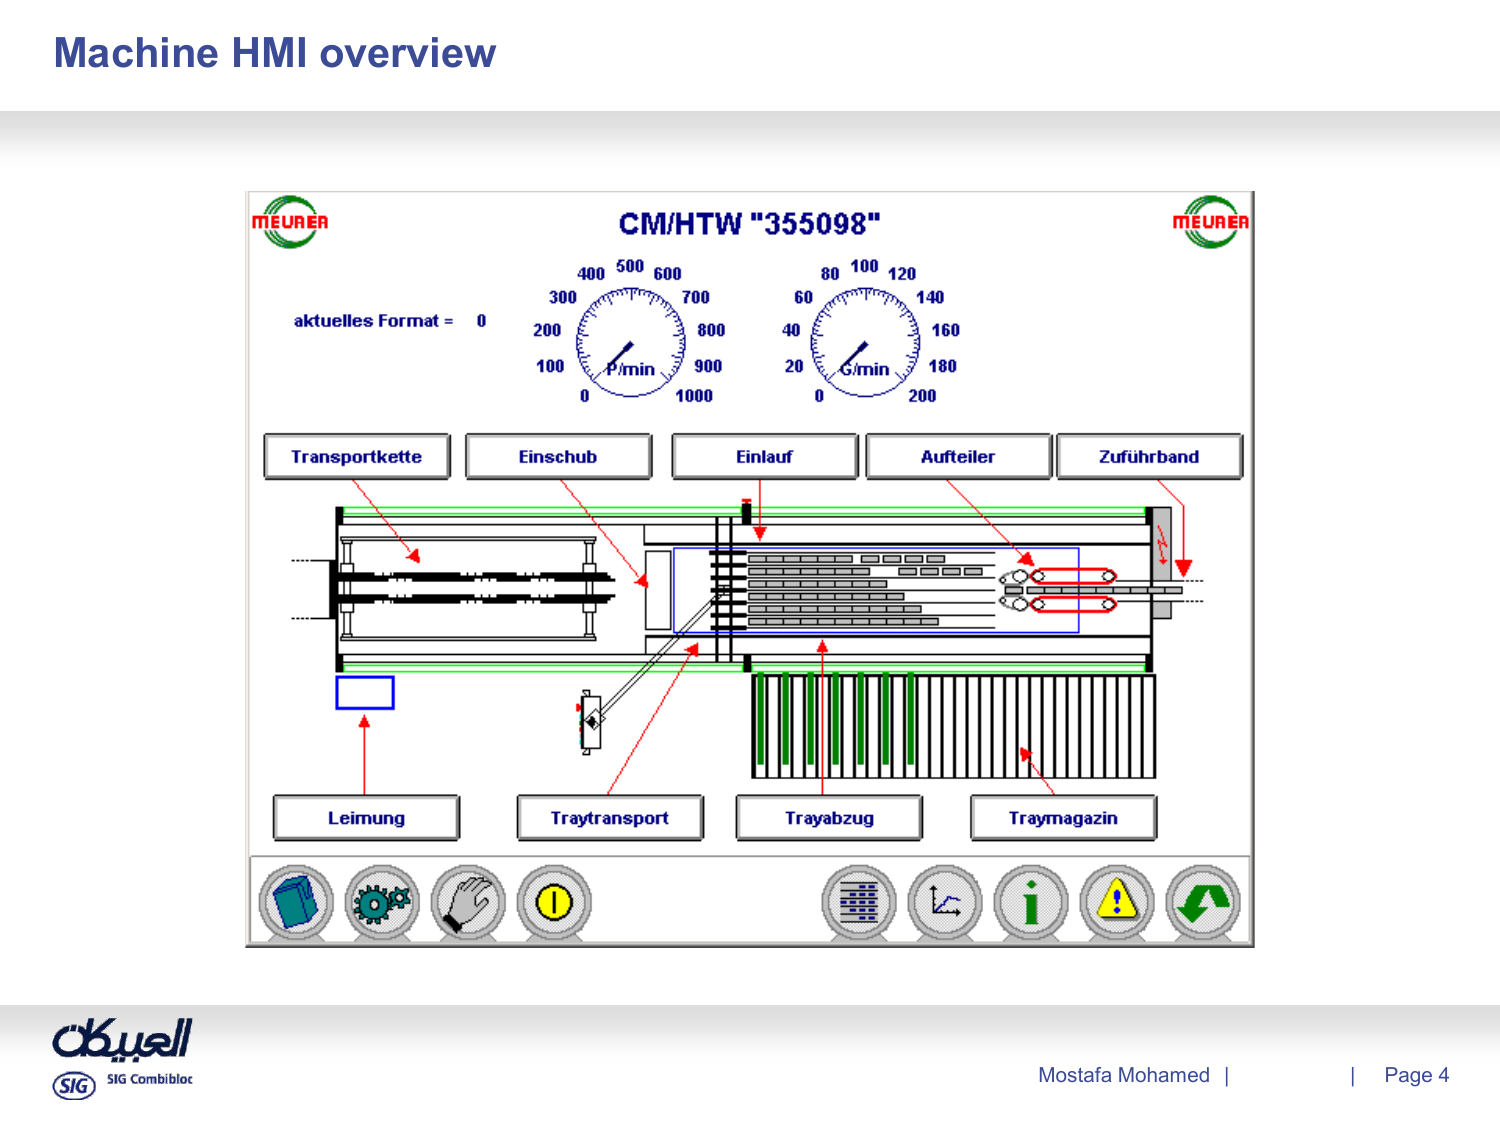 Machine HMI overview
MEURER
CM/HTW "355098"
MEURER
400 500 600
300 700
200 800
100 900
0 1000
P/min
80 100 120
60 140
40 160
20 180
0 200
G/min
aktuelles Format = 0
Transportkette
Einschub
Einlauf
Aufteiler
Zuführband
Leimung
Traytransport
Trayabzug
Traymagazin
العبيكان
SIG
SIG Combibloc
Mostafa Mohamed |
| Page 4